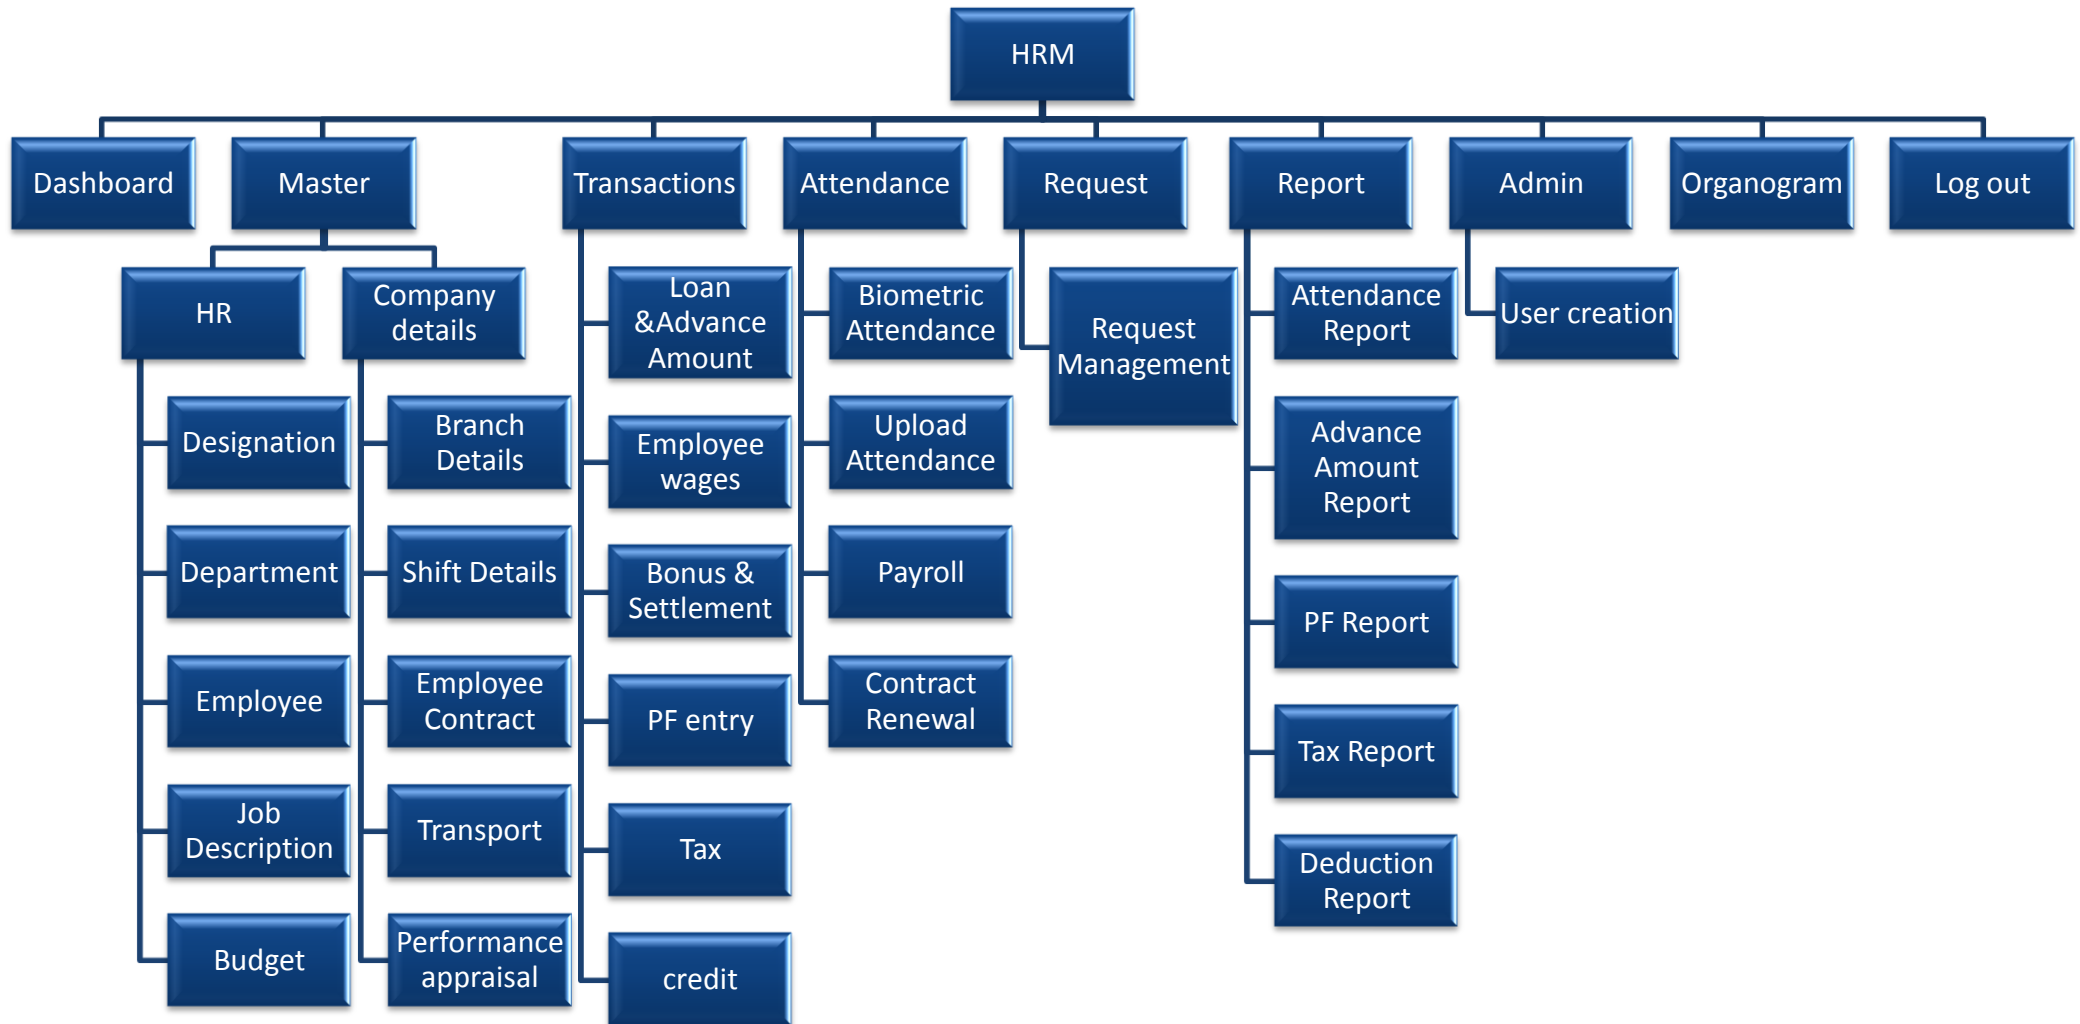 HRM
Dashboard
Master
Transactions
Attendance
Request
Report
Admin
Organogram
Log out
HR
Designation
Department
Employee
Job
Description
Budget
Company
details
Branch
Details
Shift Details
Employee
Contract
Transport
Performance
appraisal
Loan
&Advance
Amount
Employee
wages
Bonus &
Settlement
PF entry
Tax
credit
Biometric
Attendance
Upload
Attendance
Payroll
Contract
Renewal
Request
Management
Attendance
Report
Advance
Amount
Report
PF Report
Tax Report
Deduction
Report
User creation